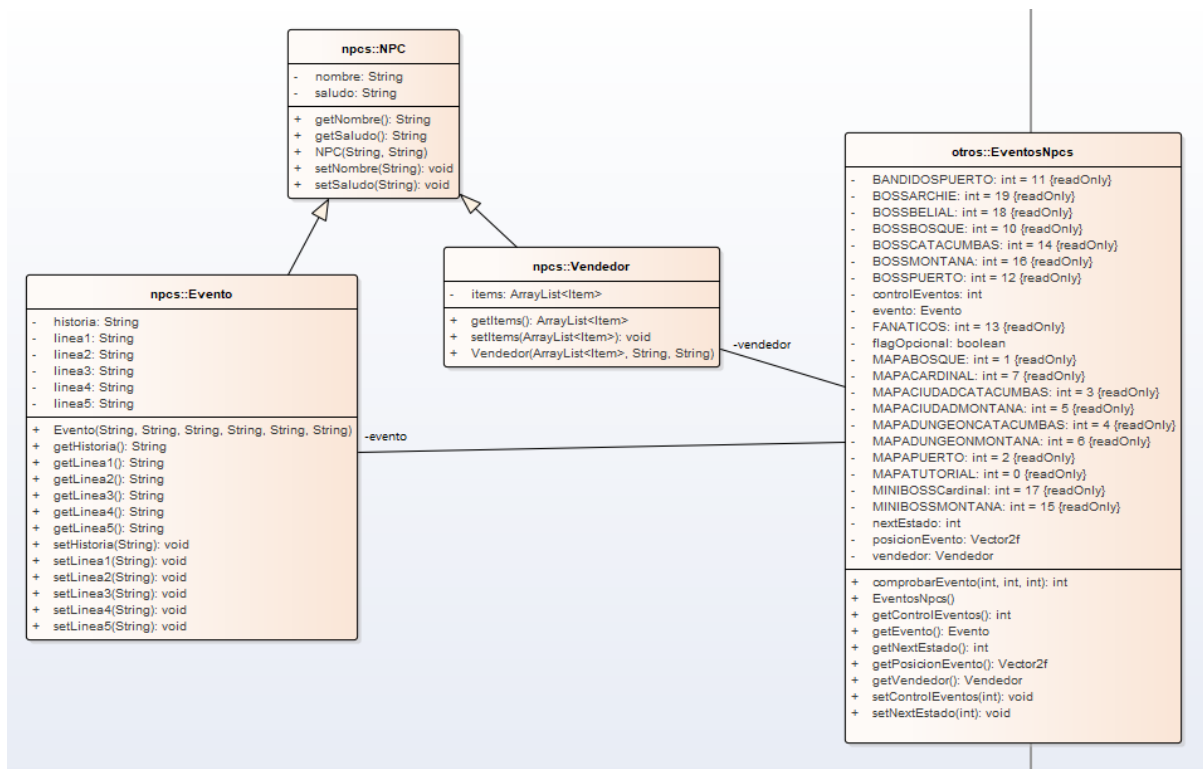 npcs::NPC
- nombre: String
- saludo: String
+ getNombre(): String
+ getSaludo(): String
+ NPC(String, String)
+ setNombre(String): void
+ setSaludo(String): void
npcs::Evento
- historia: String
- linea1: String
- linea2: String
- linea3: String
- linea4: String
- linea5: String
+ Evento(String, String, String, String, String, String)
+ getHistoria(): String
+ getLinea1(): String
+ getLinea2(): String
+ getLinea3(): String
+ getLinea4(): String
+ getLinea5(): String
+ setHistoria(String): void
+ setLinea1(String): void
+ setLinea2(String): void
+ setLinea3(String): void
+ setLinea4(String): void
+ setLinea5(String): void
-evento
npcs::Vendedor
- items: ArrayList<Item>
+ getItems(): ArrayList<Item>
+ setItems(ArrayList<Item>): void
+ Vendedor(ArrayList<Item>, String, String)
-vendedor
otros::EventosNpcs
- BANDIDOSPUERTO: int = 11 {readOnly}
- BOSSARCHIE: int = 19 {readOnly}
- BOSSBELIAL: int = 18 {readOnly}
- BOSSBOSQUE: int = 10 {readOnly}
- BOSSCATACUMBAS: int = 14 {readOnly}
- BOSSMONTANA: int = 16 {readOnly}
- BOSSPUERTO: int = 12 {readOnly}
- controlEventos: int
- evento: Evento
- FANATICOS: int = 13 {readOnly}
- flagOpcional: boolean
- MAPABOSQUE: int = 1 {readOnly}
- MAPACARDINAL: int = 7 {readOnly}
- MAPACIUDADCATACUMBAS: int = 3 {readOnly}
- MAPACIUDADMONTANA: int = 5 {readOnly}
- MAPADUNGEONCATACUMBAS: int = 4 {readOnly}
- MAPADUNGEONMONTANA: int = 6 {readOnly}
- MAPAPUERTO: int = 2 {readOnly}
- MAPATUTORIAL: int = 0 {readOnly}
- MINIBOSSCardinal: int = 17 {readOnly}
- MINIBOSSMONTANA: int = 15 {readOnly}
- nextEstado: int
- posicionEvento: Vector2f
- vendedor: Vendedor
+ comprobarEvento(int, int, int): int
+ EventosNpcs()
+ getControlEventos(): int
+ getEvento(): Evento
+ getNextEstado(): int
+ getPosicionEvento(): Vector2f
+ getVendedor(): Vendedor
+ setControlEventos(int): void
+ setNextEstado(int): void